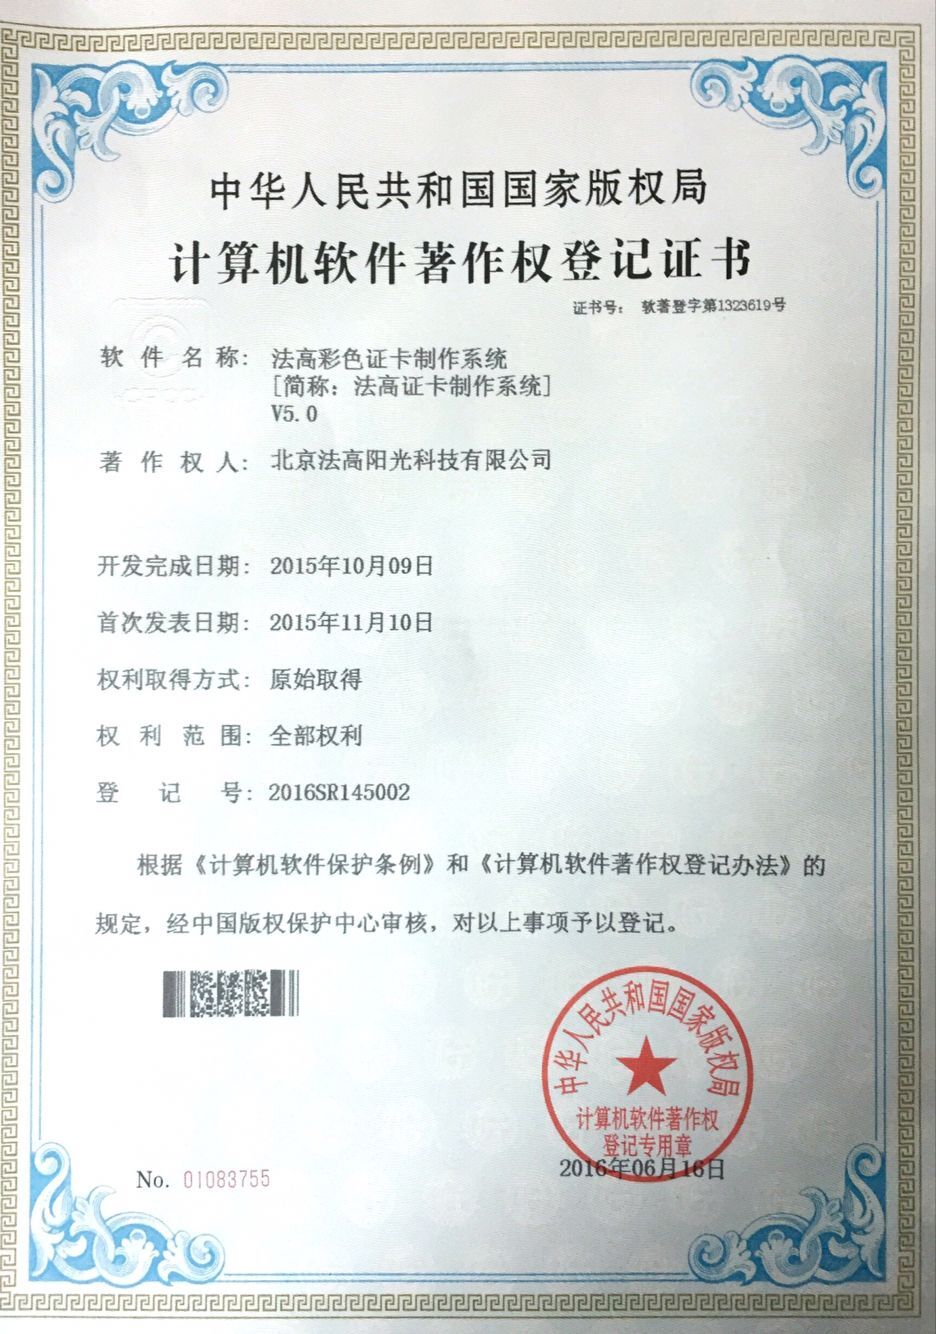 中华人民共和国国家版权局
计算机软件著作权登记证书
证书号： 软著登字第1323619号
软件名称： 法高彩色证卡制作系统
[简称：法高证卡制作系统]
V5.0
著作权人： 北京法高阳光科技有限公司
开发完成日期： 2015年10月09日
首次发表日期： 2015年11月10日
权利取得方式： 原始取得
权利范围： 全部权利
登记号： 2016SR145002
根据《计算机软件保护条例》和《计算机软件著作权登记办法》的
规定，经中国版权保护中心审核，对以上事项予以登记。
中华人民共和国国家版权局
计算机软件著作权
登记专用章
2016年06月16日
No. 01083755